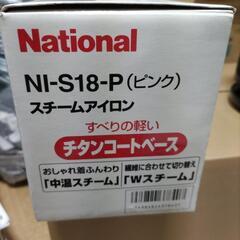 National
NI-S18-P(ピンク)
スチームアイロン
すべりの軽い
チタンコートベース
おしゃれ着ふんわり 繊維に合わせて切り替え
「中温スチーム」「Wスチーム」